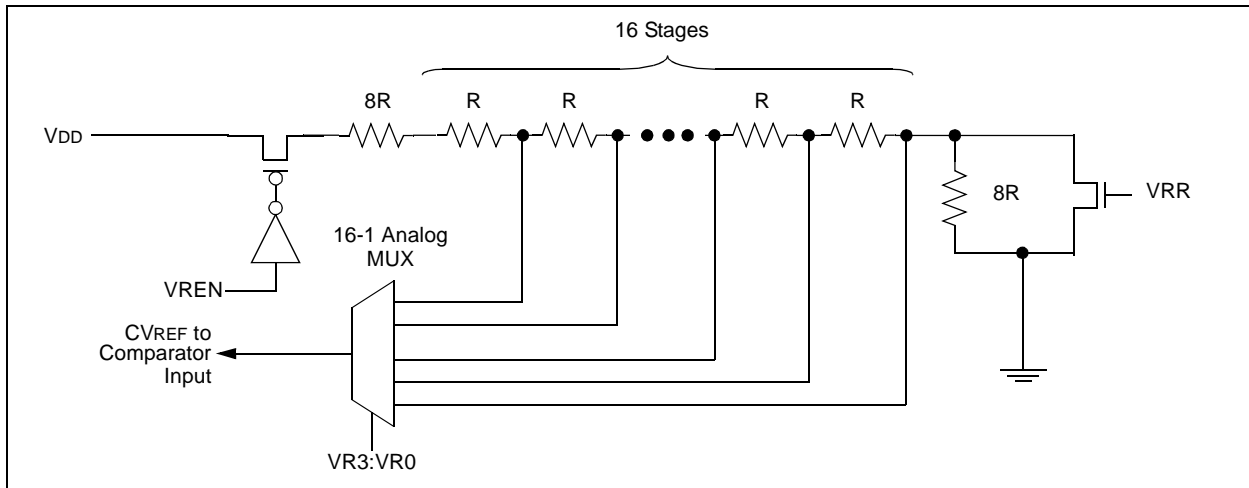 16 Stages
8R
R
R
R
R
VDD
8R
VRR
16-1 Analog
MUX
VREN
CVREF to
Comparator
Input
VR3:VR0